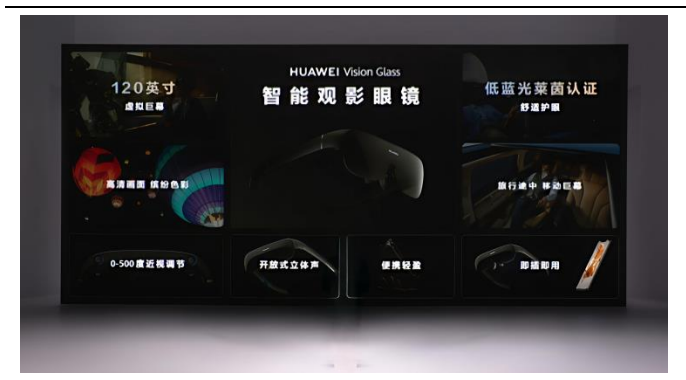 120英寸
虚拟巨幕
HUAWEI Vision Glass
智能观影眼镜
低蓝光莱茵认证
舒适护眼
高清画面 缤纷色彩
旅行途中 移动巨幕
0-500度近视调节
开放式立体声
便携轻盈
即插即用